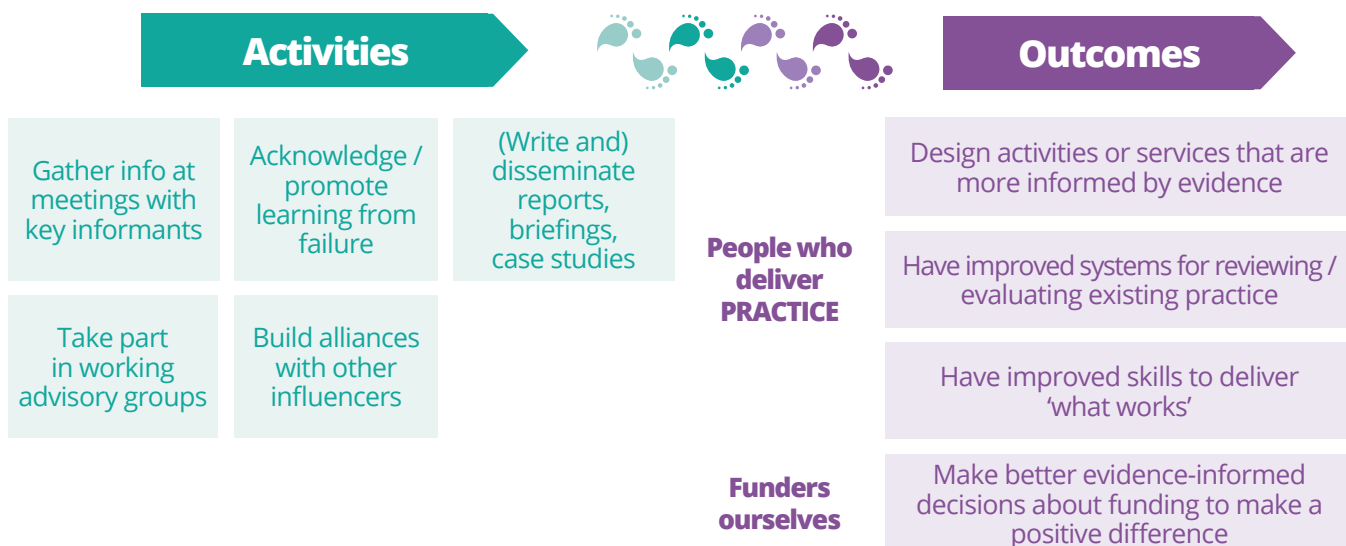 Activities
Outcomes
Gather info at
meetings with
key informants
Acknowledge /
promote
learning from
failure
(Write and)
disseminate
reports,
briefings,
case studies
Take part
in working
advisory groups
Build alliances
with other
influencers
People who
deliver
PRACTICE
Design activities or services that are
more informed by evidence
Have improved systems for reviewing /
evaluating existing practice
Have improved skills to deliver
‘what works’
Funders
ourselves
Make better evidence-informed
decisions about funding to make a
positive difference